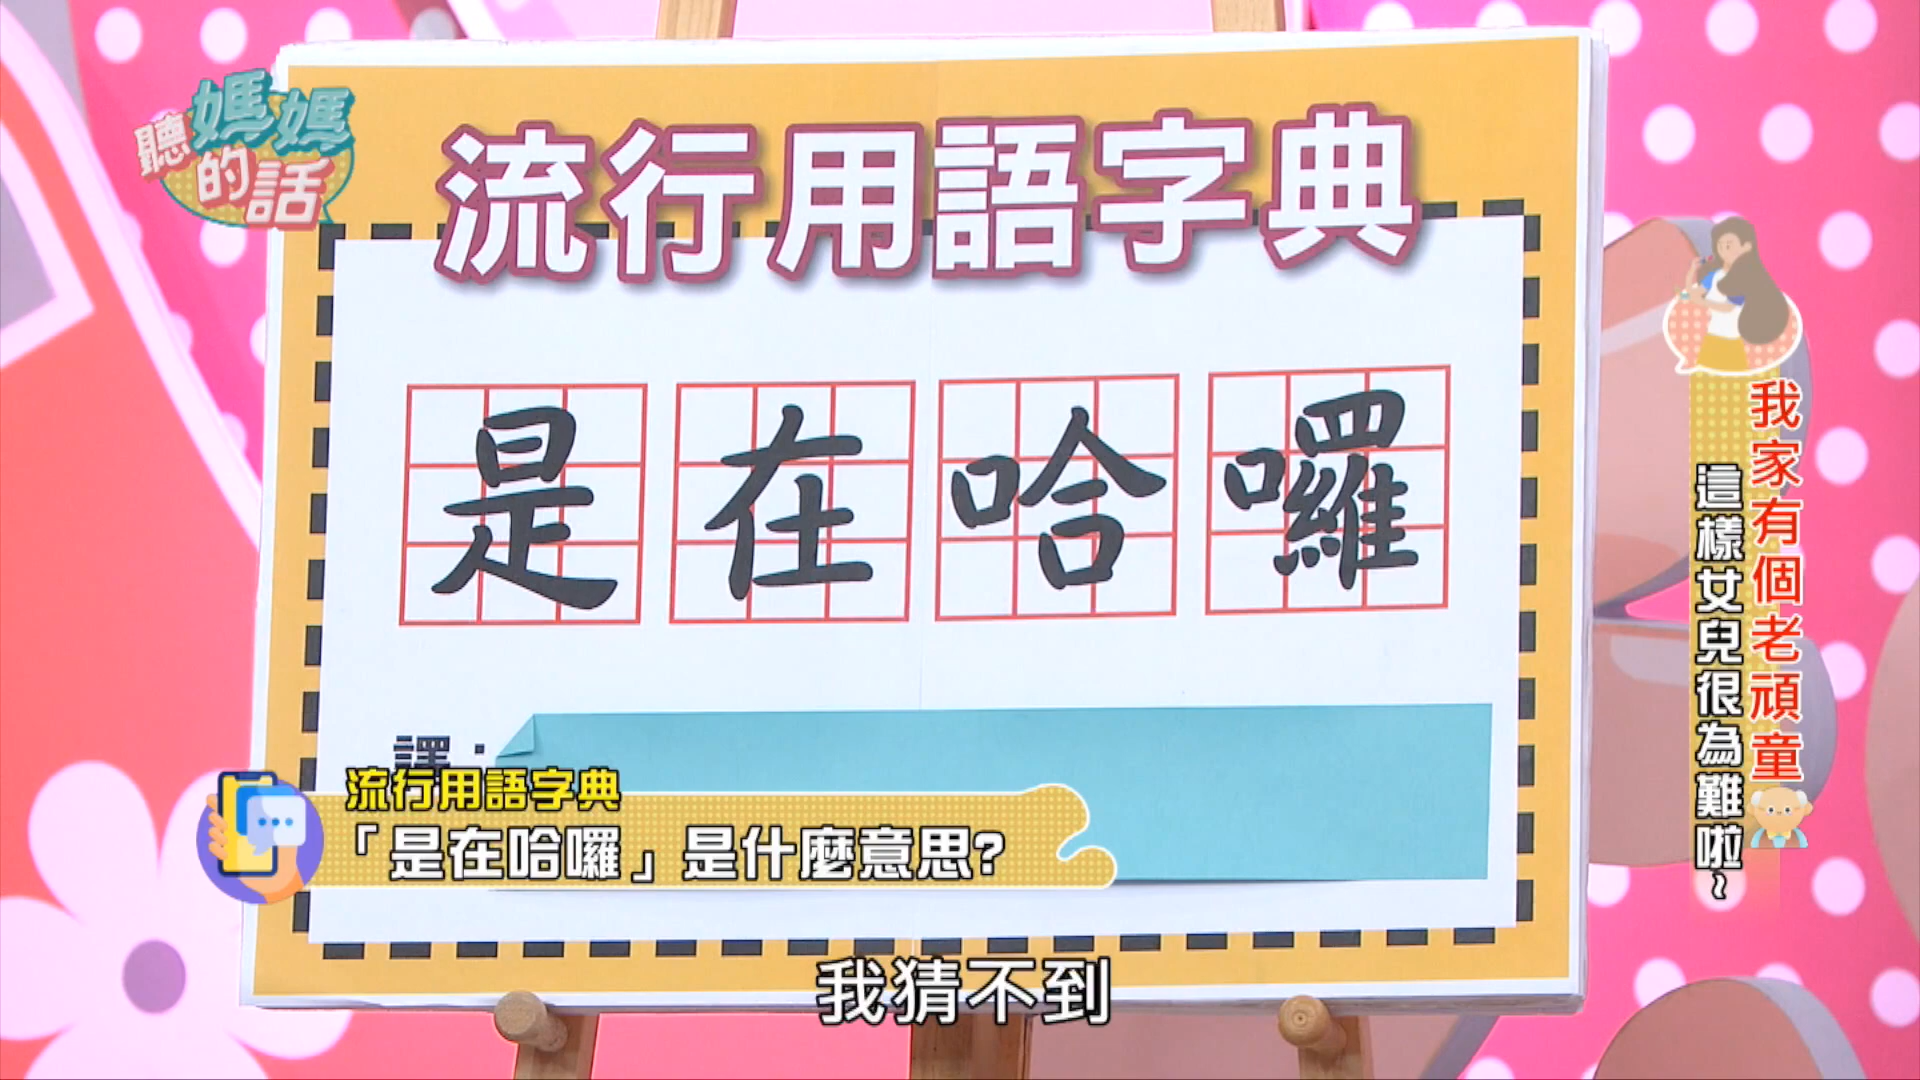 聽媽媽的話
流行用語字典
是在哈囉
譯：
流行用語字典
「是在哈囉」是什麼意思?
我猜不到
我家有個老頑童
這樣女兒很為難啦~